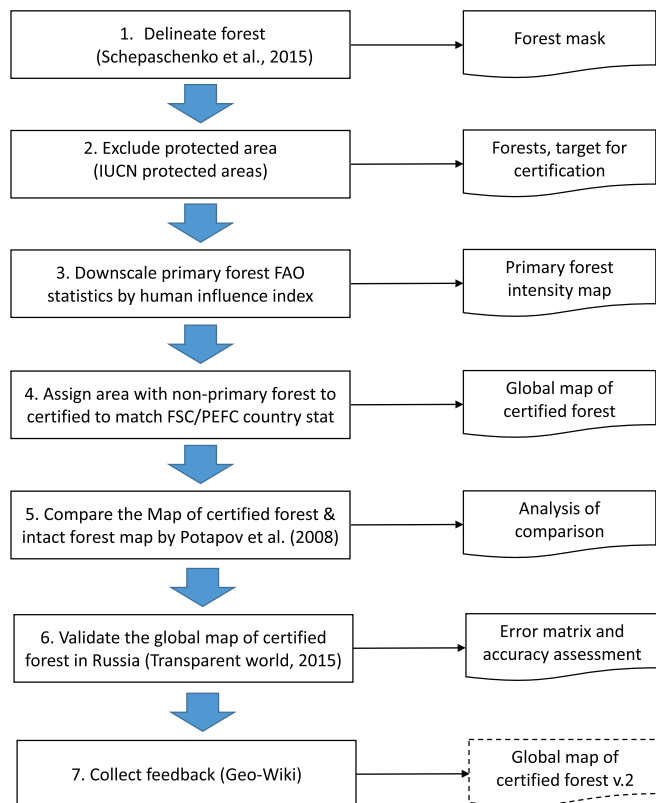 1. Delineate forest
(Schepaschenko et al., 2015)
Forest mask
2. Exclude protected area
(IUCN protected areas)
Forests, target for
certification
3. Downscale primary forest FAO
statistics by human influence index
Primary forest
intensity map
4. Assign area with non-primary forest to
certified to match FSC/PEFC country stat
Global map of
certified forest
5. Compare the Map of certified forest &
intact forest map by Potapov et al. (2008)
Analysis of
comparison
6. Validate the global map of certified
forest in Russia (Transparent world, 2015)
Error matrix and
accuracy assessment
7. Collect feedback (Geo-Wiki)
Global map of
certified forest v.2